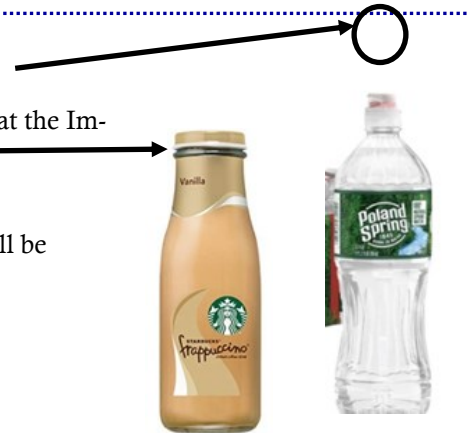 at the Im-
ll be
Vanilla
STARBUCKS
frappuccino
Poland
Spring